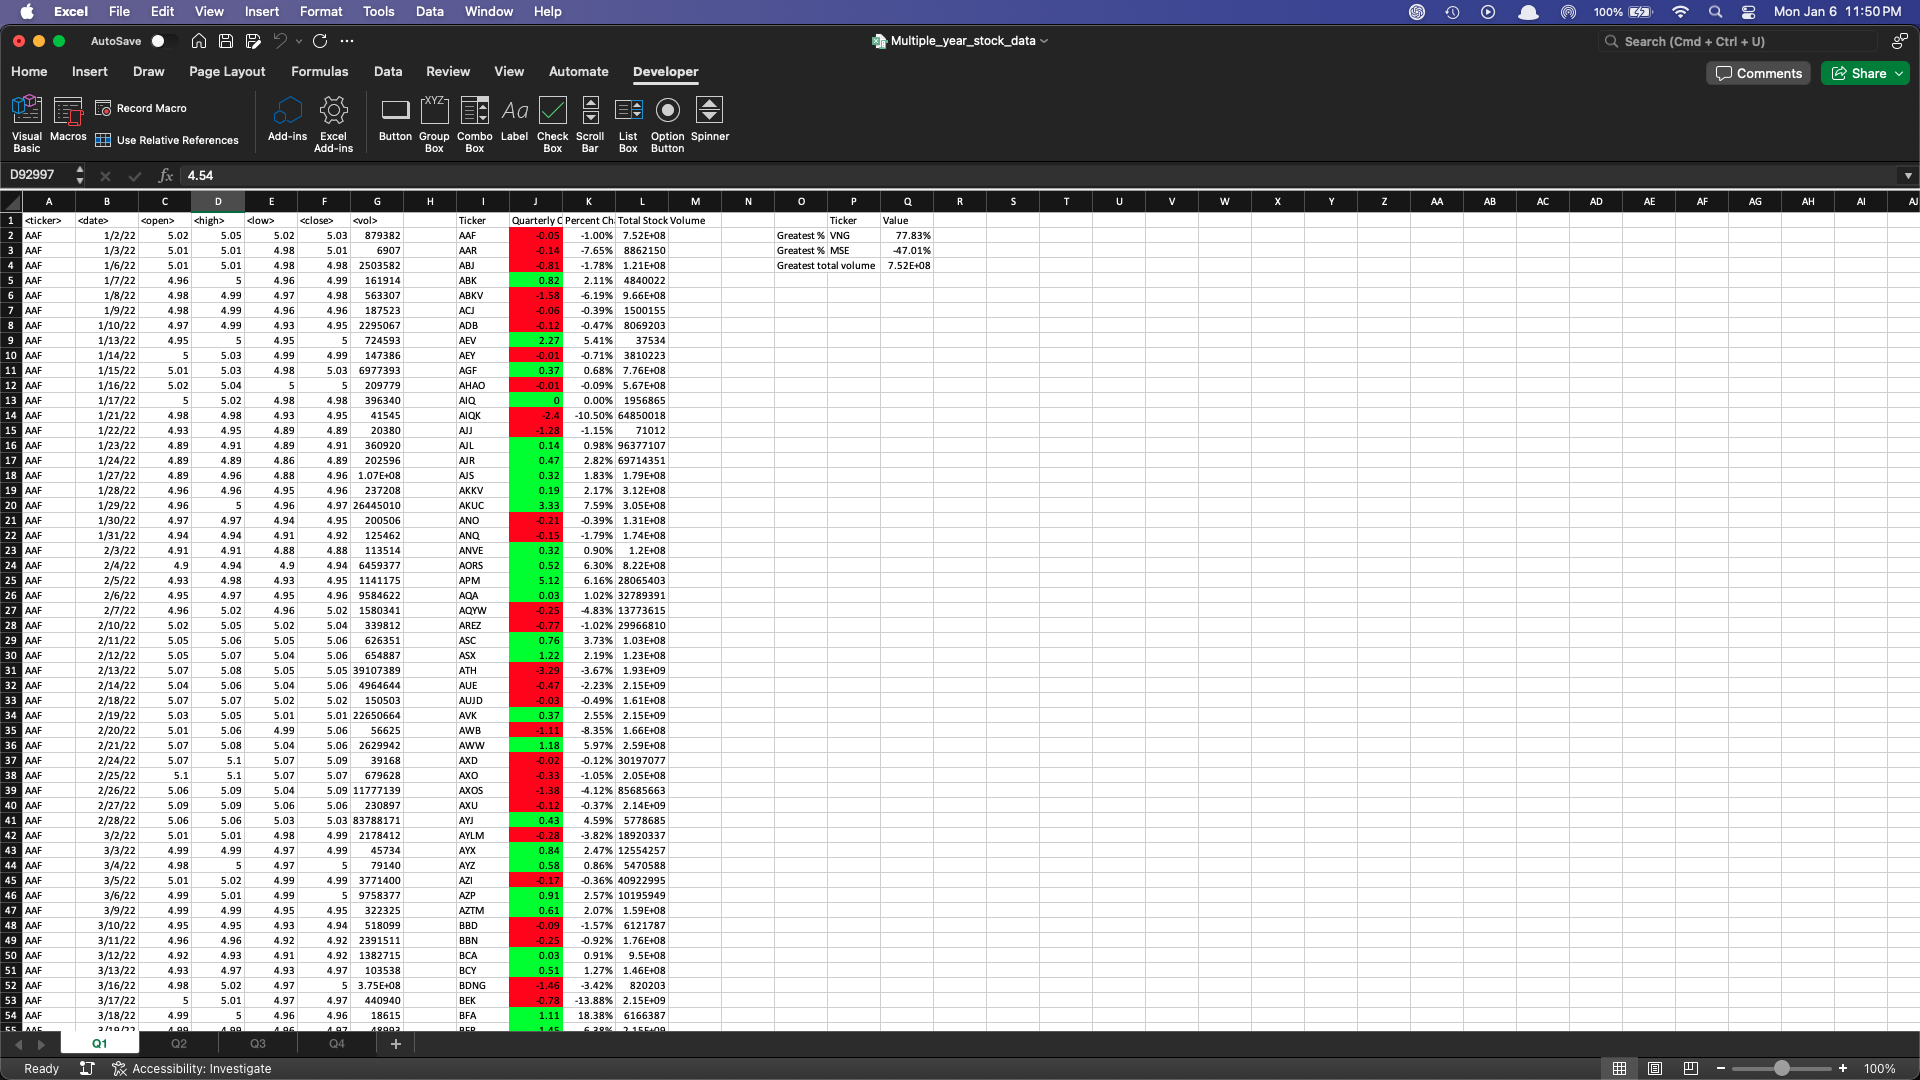 Excel File Edit View Insert Format Tools Data Window Help 100% Mon Jan 6 11:50 PM
AutoSave Multiple_year_stock_data Search (Cmd + Ctrl + U)
Home Insert Draw Page Layout Formulas Data Review View Automate Developer Comments Share
Visual Basic Macros Record Macro Use Relative References Add-ins Excel Add-ins Button Group Box Combo Box Label Check Box Scroll Bar List Box Option Button Spinner
D92997 fx 4.54
A B C D E F G H I J K L M N O P Q R S T U V W X Y Z AA AB AC AD AE AF AG AH AI AJ
1 <ticker> <date> <open> <high> <low> <close> <vol> Ticker Quarterly C Percent Ch Total Stock Volume Ticker Value
2 AAF 1/2/22 5.02 5.05 5.02 5.03 879382 AAF -0.05 -1.00% 7.52E+08 Greatest % VNG 77.83%
3 AAF 1/3/22 5.01 5.01 4.98 5.01 6907 AAR -0.14 -7.65% 8862150 Greatest % MSE -47.01%
4 AAF 1/6/22 5.01 5.01 4.98 4.98 2503582 ABJ -0.81 -1.78% 1.21E+08 Greatest total volume 7.52E+08
5 AAF 1/7/22 4.96 5 4.96 4.99 161914 ABK 0.82 2.11% 4840022
6 AAF 1/8/22 4.98 4.99 4.97 4.98 563307 ABKV -1.58 -6.19% 9.66E+08
7 AAF 1/9/22 4.98 4.99 4.96 4.96 187523 ACJ -0.06 -0.39% 1500155
8 AAF 1/10/22 4.97 4.99 4.93 4.95 2295067 ADB -0.12 -0.47% 8069203
9 AAF 1/13/22 4.95 5 4.95 5 724593 AEV 2.27 5.41% 37534
10 AAF 1/14/22 5 5.03 4.99 4.99 147386 AEY -0.01 -0.71% 3810223
11 AAF 1/15/22 5.01 5.03 4.98 5.03 6977393 AGF 0.37 0.68% 7.76E+08
12 AAF 1/16/22 5.02 5.04 5 5 209779 AHAO -0.01 -0.09% 5.67E+08
13 AAF 1/17/22 5 5.02 4.98 4.98 396340 AIQ 0 0.00% 1956865
14 AAF 1/21/22 4.98 4.98 4.93 4.95 41545 AIQK -2.4 -10.50% 64850018
15 AAF 1/22/22 4.93 4.95 4.89 4.89 20380 AJJ -1.28 -1.15% 71012
16 AAF 1/23/22 4.89 4.91 4.89 4.91 360920 AJL 0.14 0.98% 96377107
17 AAF 1/24/22 4.89 4.89 4.86 4.89 202596 AJR 0.47 2.82% 69714351
18 AAF 1/27/22 4.89 4.96 4.88 4.96 1.07E+08 AJS 0.32 1.83% 1.79E+08
19 AAF 1/28/22 4.96 4.96 4.95 4.96 237208 AKKV 0.19 2.17% 3.12E+08
20 AAF 1/29/22 4.96 5 4.96 4.97 26445010 AKUC 3.33 7.59% 3.05E+08
21 AAF 1/30/22 4.97 4.97 4.94 4.95 200506 ANO -0.21 -0.39% 1.31E+08
22 AAF 1/31/22 4.94 4.94 4.91 4.92 125462 ANQ -0.15 -1.79% 1.74E+08
23 AAF 2/3/22 4.91 4.91 4.88 4.88 113514 ANVE 0.32 0.90% 1.2E+08
24 AAF 2/4/22 4.9 4.94 4.9 4.94 6459377 AORS 0.52 6.30% 8.22E+08
25 AAF 2/5/22 4.93 4.98 4.93 4.95 1141175 APM 5.12 6.16% 28065403
26 AAF 2/6/22 4.95 4.97 4.95 4.96 9584622 AQA 0.03 1.02% 32789391
27 AAF 2/7/22 4.96 5.02 4.96 5.02 1580341 AQYW -0.25 -4.83% 13773615
28 AAF 2/10/22 5.02 5.05 5.02 5.04 339812 AREZ -0.77 -1.02% 29966810
29 AAF 2/11/22 5.05 5.06 5.05 5.06 626351 ASC 0.76 3.73% 1.03E+08
30 AAF 2/12/22 5.05 5.07 5.04 5.06 654887 ASX 1.22 2.19% 1.23E+08
31 AAF 2/13/22 5.07 5.08 5.05 5.05 39107389 ATH -3.29 -3.67% 1.93E+09
32 AAF 2/14/22 5.04 5.06 5.04 5.06 4964644 AUE -0.47 -2.23% 2.15E+09
33 AAF 2/18/22 5.07 5.07 5.02 5.02 150503 AUJD -0.03 -0.49% 1.61E+08
34 AAF 2/19/22 5.03 5.05 5.01 5.01 22650664 AVK 0.37 2.55% 2.15E+09
35 AAF 2/20/22 5.01 5.06 4.99 5.06 56625 AWB -1.11 -8.35% 1.66E+08
36 AAF 2/21/22 5.07 5.08 5.04 5.06 2629942 AWW 1.18 5.97% 2.59E+08
37 AAF 2/24/22 5.07 5.1 5.07 5.09 39168 AXD -0.02 -0.12% 30197077
38 AAF 2/25/22 5.1 5.1 5.07 5.07 679628 AXO -0.33 -1.05% 2.05E+08
39 AAF 2/26/22 5.06 5.09 5.04 5.09 11777139 AXOS -1.38 -4.12% 85685663
40 AAF 2/27/22 5.09 5.09 5.06 5.06 230897 AXU -0.12 -0.37% 2.14E+09
41 AAF 2/28/22 5.06 5.06 5.03 5.03 83788171 AYJ 0.43 4.59% 5778685
42 AAF 3/2/22 5.01 5.01 4.98 4.99 2178412 AYLM -0.28 -3.82% 18920337
43 AAF 3/3/22 4.99 4.99 4.97 4.99 45734 AYX 0.84 2.47% 12554257
44 AAF 3/4/22 4.98 5 4.97 5 79140 AYZ 0.58 0.86% 5470588
45 AAF 3/5/22 5.01 5.02 4.99 4.99 3771400 AZI -0.17 -0.36% 40922995
46 AAF 3/6/22 4.99 5.01 4.99 5 9758377 AZP 0.91 2.57% 10195949
47 AAF 3/9/22 4.99 4.99 4.95 4.95 322325 AZTM 0.61 2.07% 1.59E+08
48 AAF 3/10/22 4.95 4.95 4.93 4.94 518099 BBD -0.09 -1.57% 6121787
49 AAF 3/11/22 4.96 4.96 4.92 4.92 2391511 BBN -0.25 -0.92% 1.76E+08
50 AAF 3/12/22 4.92 4.93 4.91 4.92 1382715 BCA 0.03 0.91% 9.5E+08
51 AAF 3/13/22 4.93 4.97 4.93 4.97 103538 BCY 0.51 1.27% 1.46E+08
52 AAF 3/16/22 4.98 5.02 4.97 5 3.75E+08 BDNG -1.46 -3.42% 820203
53 AAF 3/17/22 5 5.01 4.97 4.97 440940 BEK -0.78 -13.88% 2.15E+09
54 AAF 3/18/22 4.99 5 4.96 4.96 18615 BFA 1.11 18.38% 6166387
Q1 Q2 Q3 Q4
Ready Accessibility: Investigate 100%